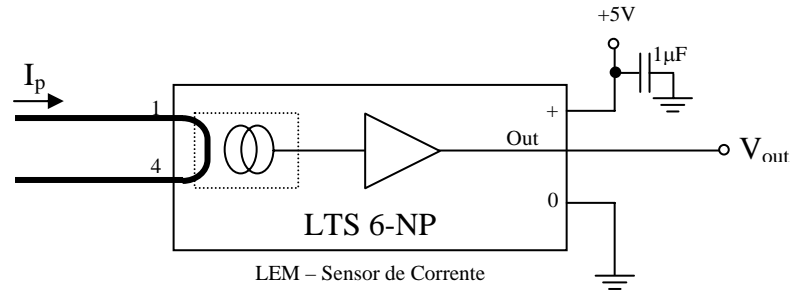 +5V
1µF
Ip
1
+
Out
Vout
4
0
LTS 6-NP
LEM – Sensor de Corrente